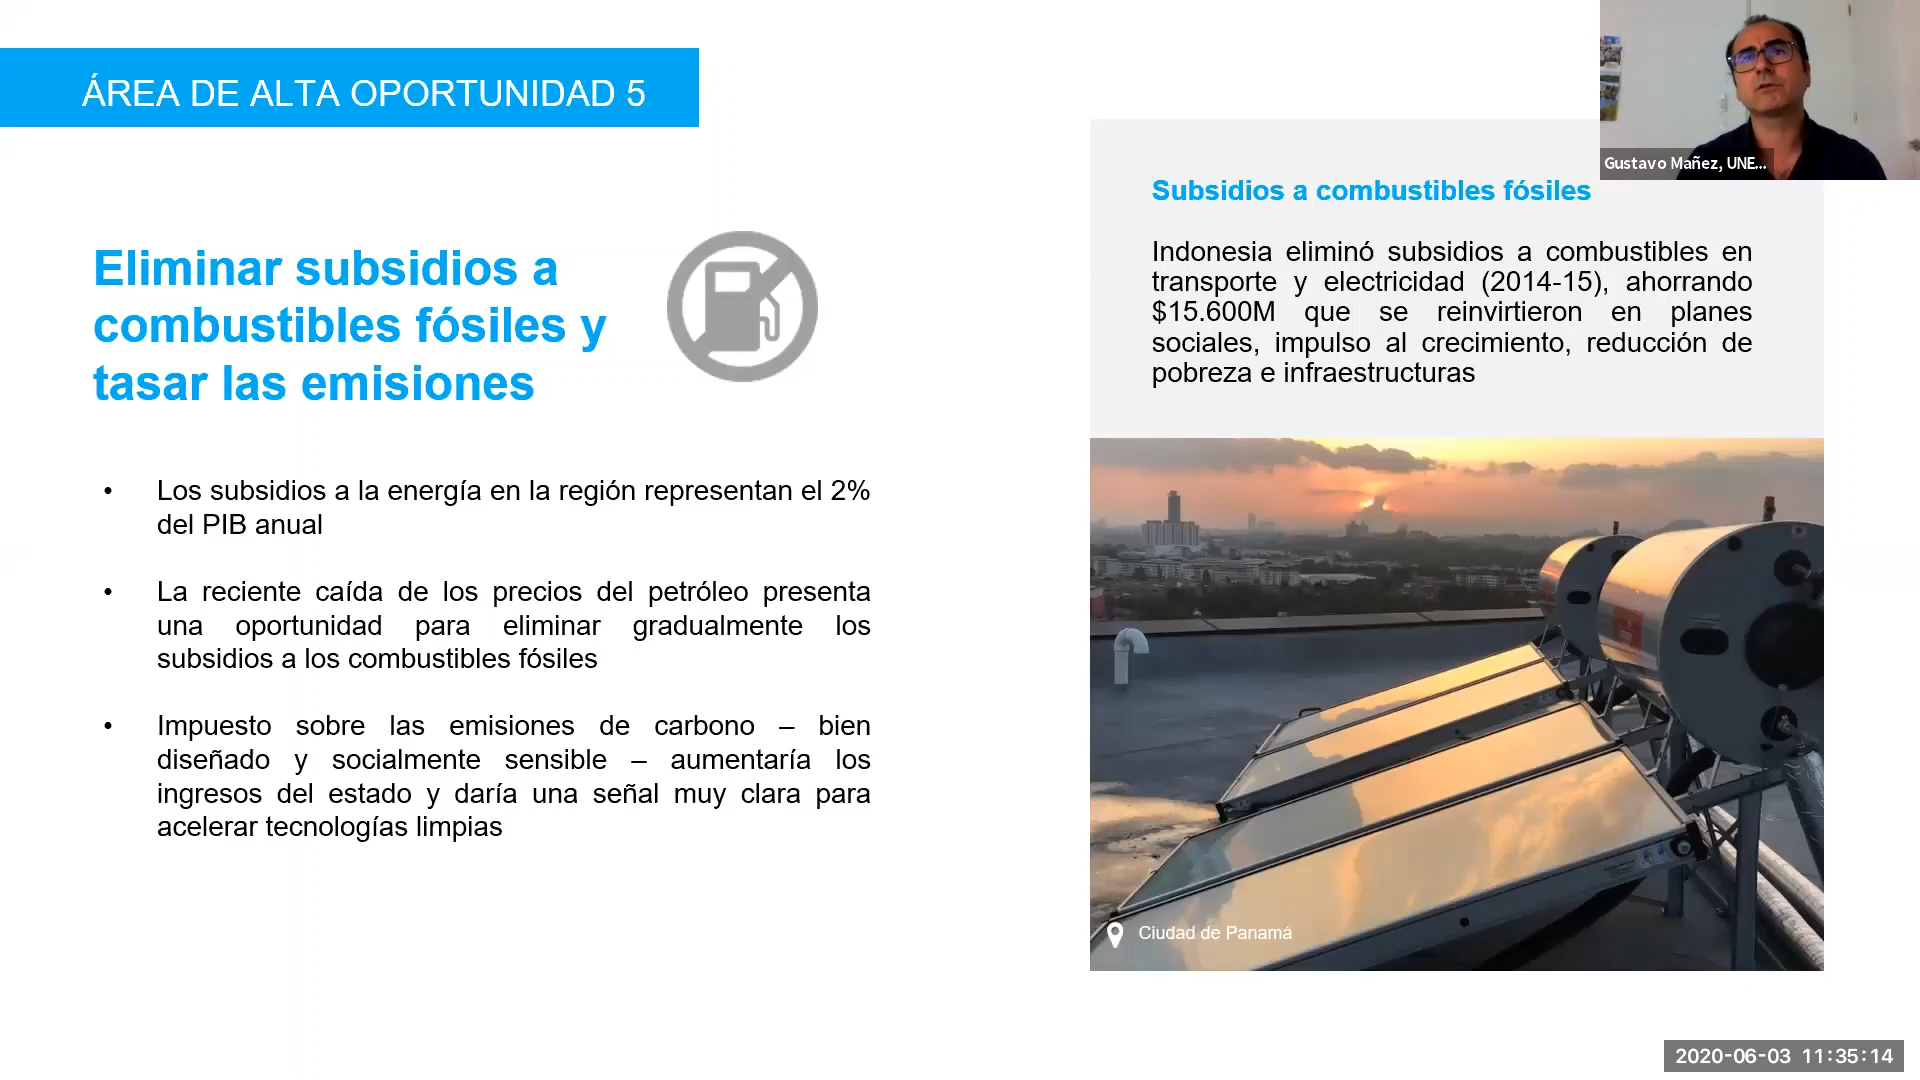 ÁREA DE ALTA OPORTUNIDAD 5
Eliminar subsidios a
combustibles fósiles y
tasar las emisiones
• Los subsidios a la energía en la región representan el 2%
del PIB anual
• La reciente caída de los precios del petróleo presenta
una oportunidad para eliminar gradualmente los
subsidios a los combustibles fósiles
• Impuesto sobre las emisiones de carbono – bien
diseñado y socialmente sensible – aumentaría los
ingresos del estado y daría una señal muy clara para
acelerar tecnologías limpias
Gustavo Mañez, UNE...
Subsidios a combustibles fósiles
Indonesia eliminó subsidios a combustibles en
transporte y electricidad (2014-15), ahorrando
$15.600M que se reinvirtieron en planes
sociales, impulso al crecimiento, reducción de
pobreza e infraestructuras
Ciudad de Panamá
2020-06-03 11:35:14